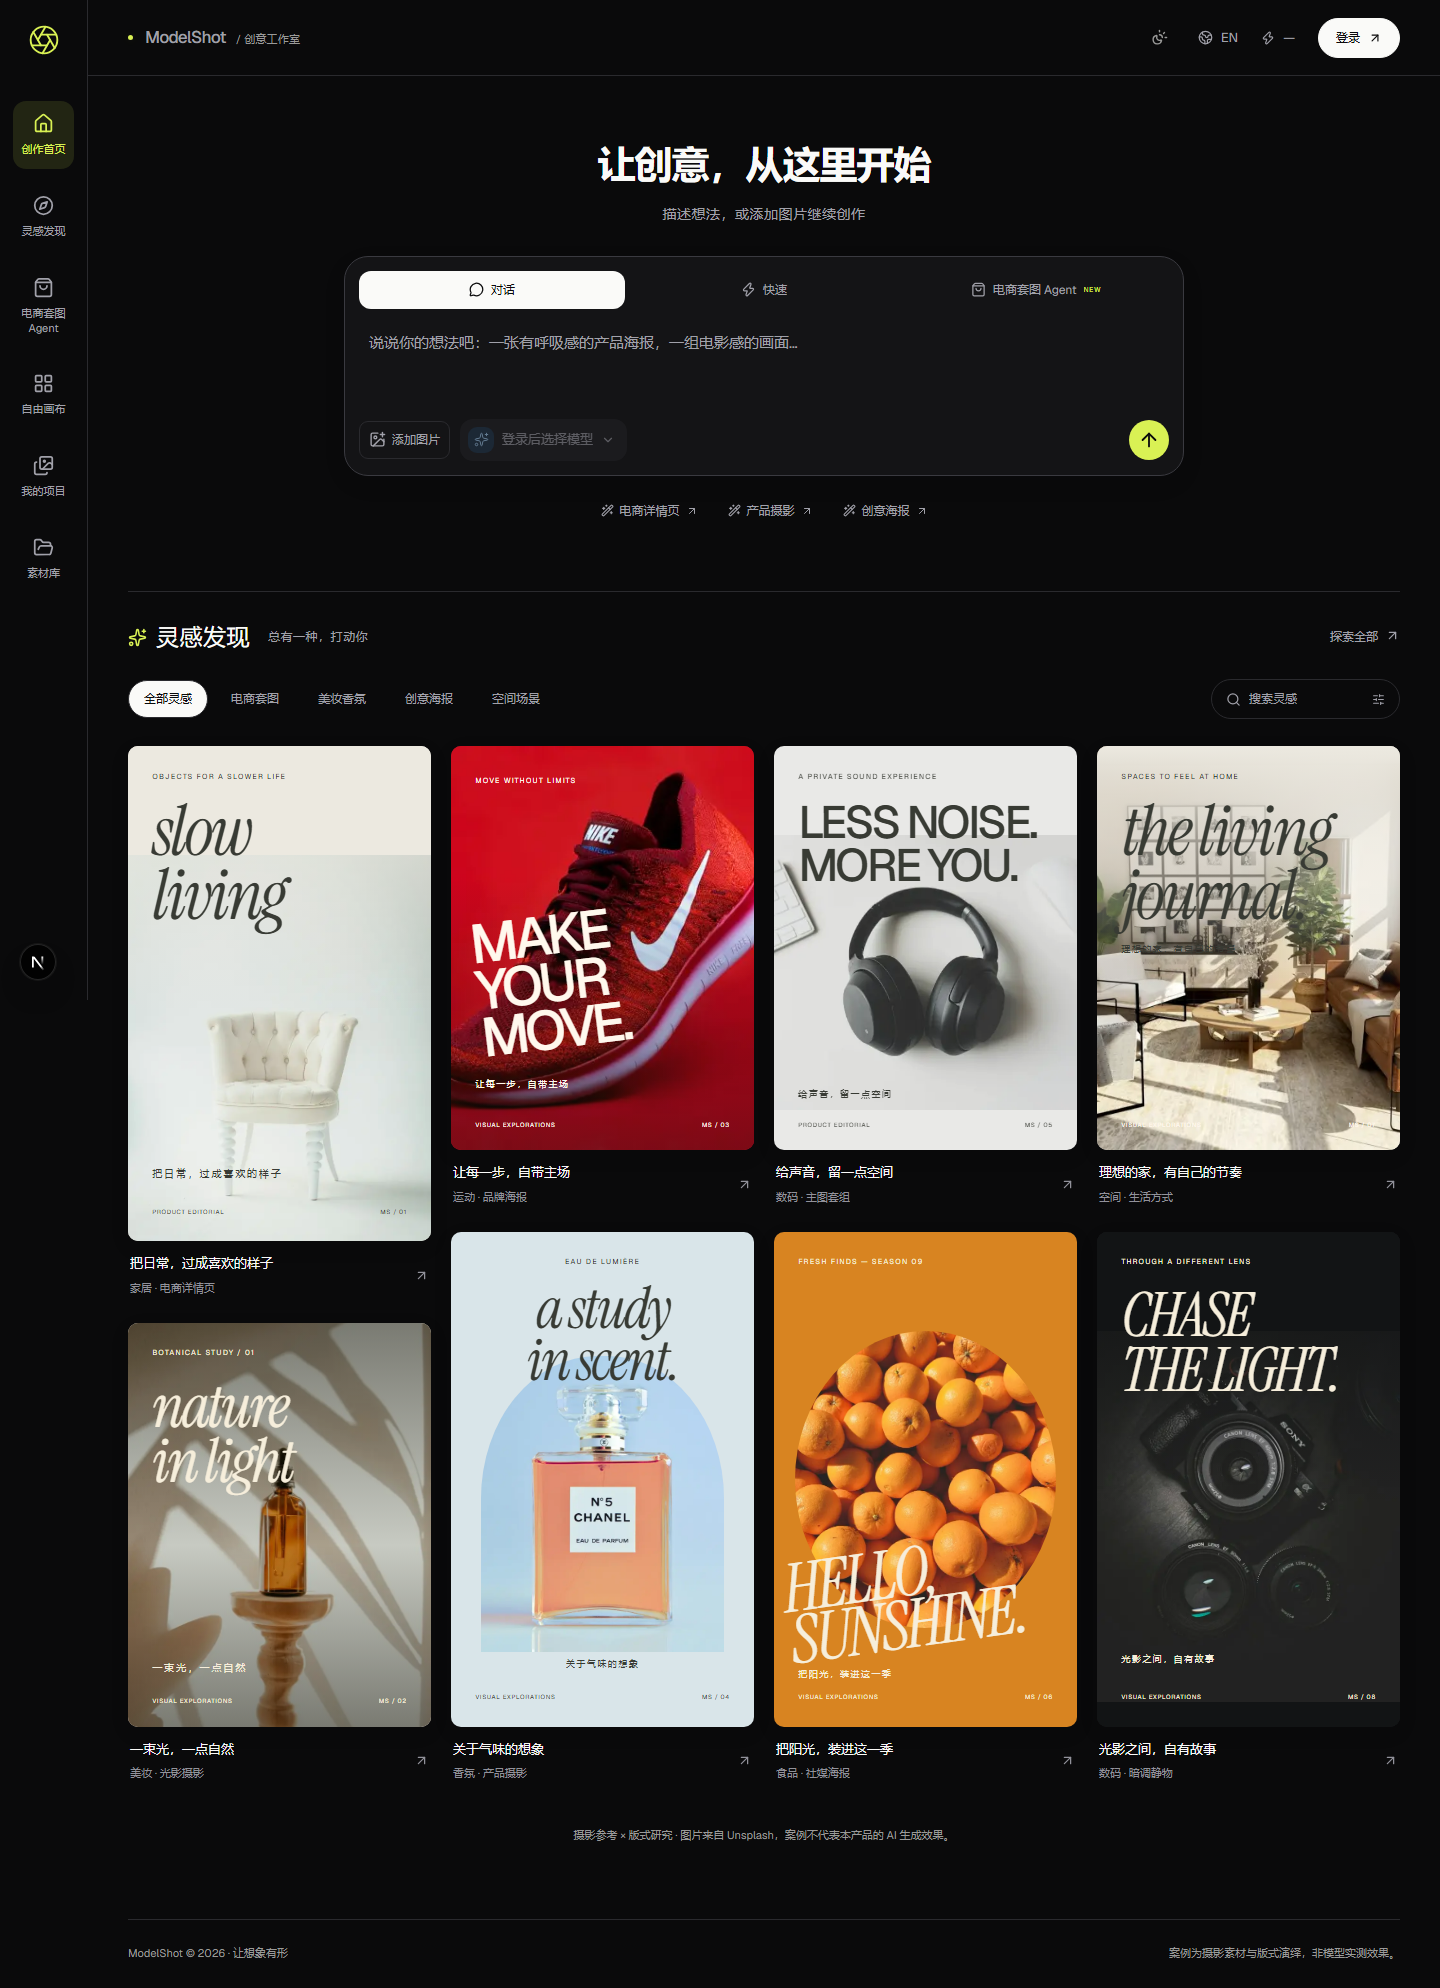 ModelShot / 创意工作室
EN
—
登录
创作首页
灵感发现
电商套图
Agent
自由画布
我的项目
素材库
N
让创意，从这里开始
描述想法，或添加图片继续创作
对话
快速
电商套图 Agent NEW
说说你的想法吧：一张有呼吸感的产品海报，一组电影感的画面...
添加图片
登录后选择模型
电商详情页
产品摄影
创意海报
灵感发现
总有一种，打动你
探索全部
全部灵感
电商套图
美妆香氛
创意海报
空间场景
搜索灵感
OBJECTS FOR A SLOWER LIFE
slow
living
把日常，过成喜欢的样子
PRODUCT EDITORIAL
MS / 01
把日常，过成喜欢的样子
家居 · 电商详情页
MOVE WITHOUT LIMITS
NIKE
MAKE
YOUR
MOVE.
让每一步，自带主场
VISUAL EXPLORATIONS
MS / 03
让每一步，自带主场
运动 · 品牌海报
A PRIVATE SOUND EXPERIENCE
LESS NOISE.
MORE YOU.
给声音，留一点空间
PRODUCT EDITORIAL
MS / 05
给声音，留一点空间
数码 · 主图套组
SPACES TO FEEL AT HOME
the living
journal.
VISUAL
理想的家，有自己的节奏
空间 · 生活方式
BOTANICAL STUDY / 01
nature
in light
一束光，一点自然
VISUAL EXPLORATIONS
MS / 02
一束光，一点自然
美妆 · 光影摄影
EAU DE LUMIERE
a study
in scent.
N°5
CHANEL
EAU DE PARFUM
关于气味的想象
VISUAL EXPLORATIONS
MS / 04
关于气味的想象
香氛 · 产品摄影
FRESH FINDS — SEASON 09
HELLO,
SUNSHINE.
把阳光，装进这一季
VISUAL EXPLORATIONS
MS / 06
把阳光，装进这一季
食品 · 社媒海报
THROUGH A DIFFERENT LENS
CHASE
THE LIGHT.
SONY
光影之间，自有故事
VISUAL EXPLORATIONS
MS / 08
光影之间，自有故事
数码 · 暗调静物
摄影参考 × 版式研究 · 图片来自 Unsplash，案例不代表本产品的 AI 生成效果。
ModelShot © 2026 · 让想象有形
案例为摄影素材与版式演绎，非模型实测效果。